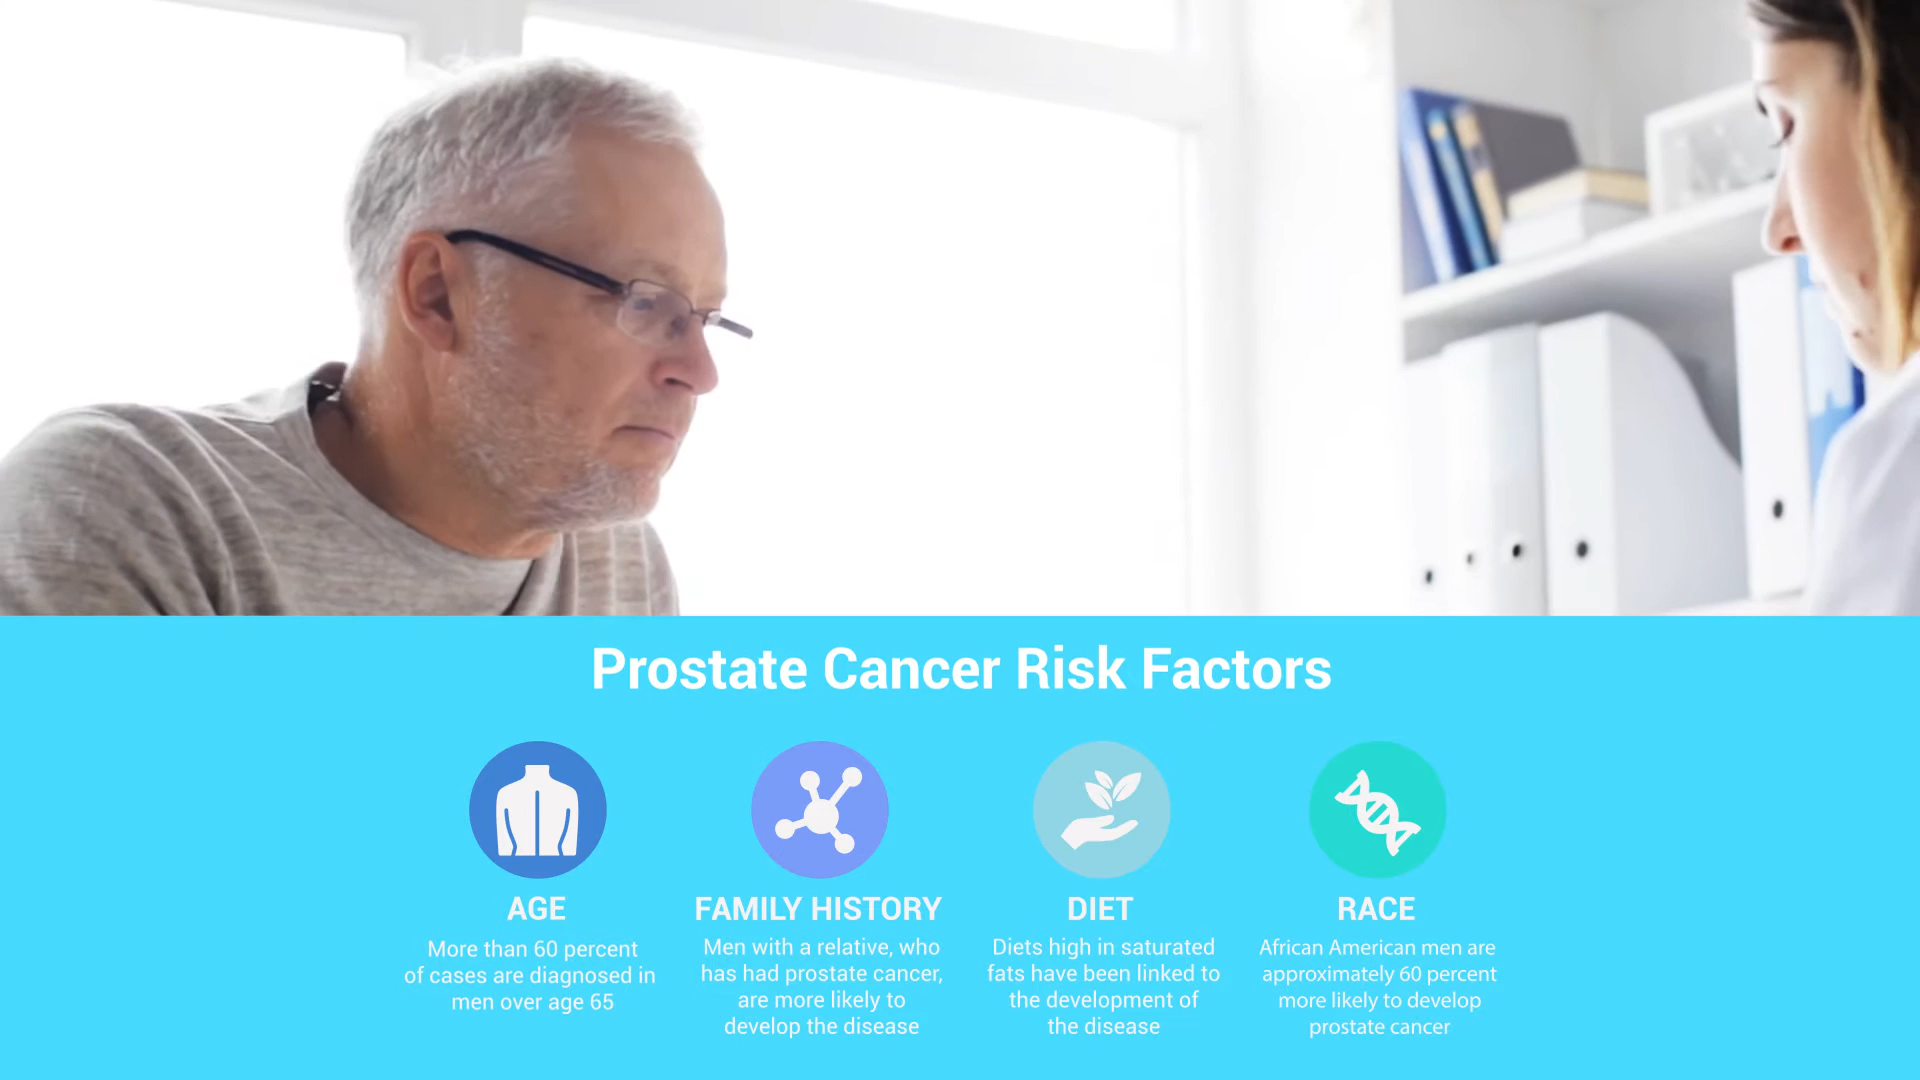 Prostate Cancer Risk Factors
AGE
More than 60 percent
of cases are diagnosed in
men over age 65
FAMILY HISTORY
Men with a relative, who
has had prostate cancer,
are more likely to
develop the disease
DIET
Diets high in saturated
fats have been linked to
the development of
the disease
RACE
African American men are
approximately 60 percent
more likely to develop
prostate cancer